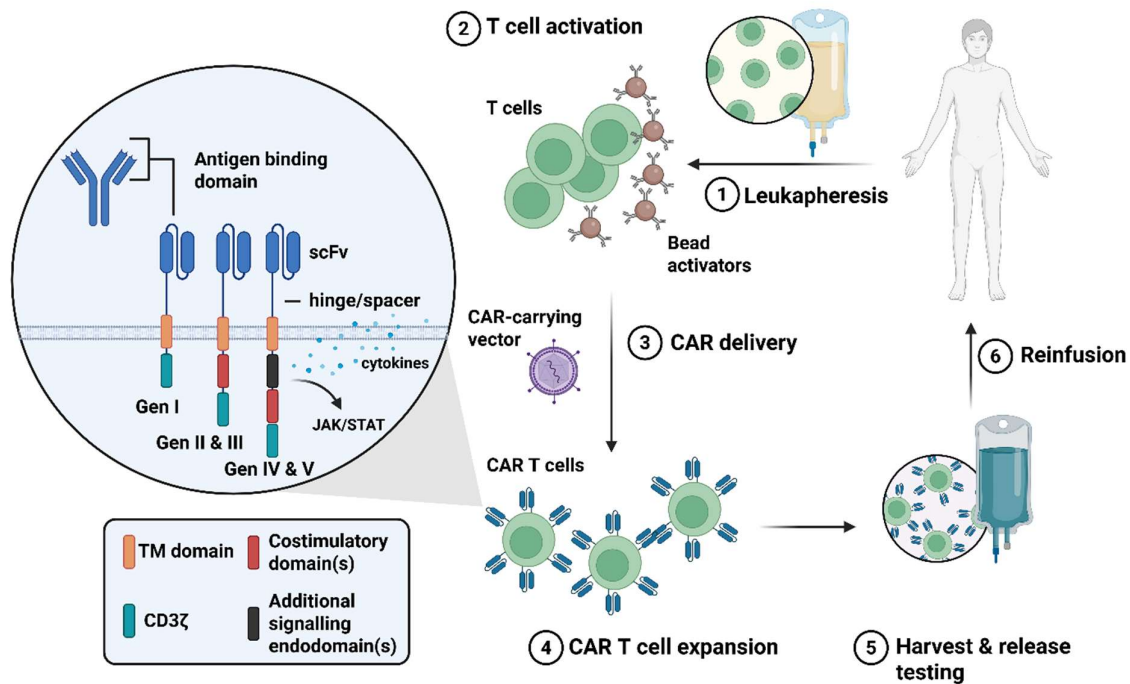 2 T cell activation
T cells
Bead
activators
1 Leukapheresis
Antigen binding
domain
scFv
hinge/spacer
cytokines
JAK/STAT
Gen I
Gen II & III
Gen IV & V
CAR-carrying
vector
3 CAR delivery
6 Reinfusion
CAR T cells
4 CAR T cell expansion
5 Harvest & release
testing
TM domain
Costimulatory
domain(s)
CD3ζ
Additional
signalling
endodomain(s)